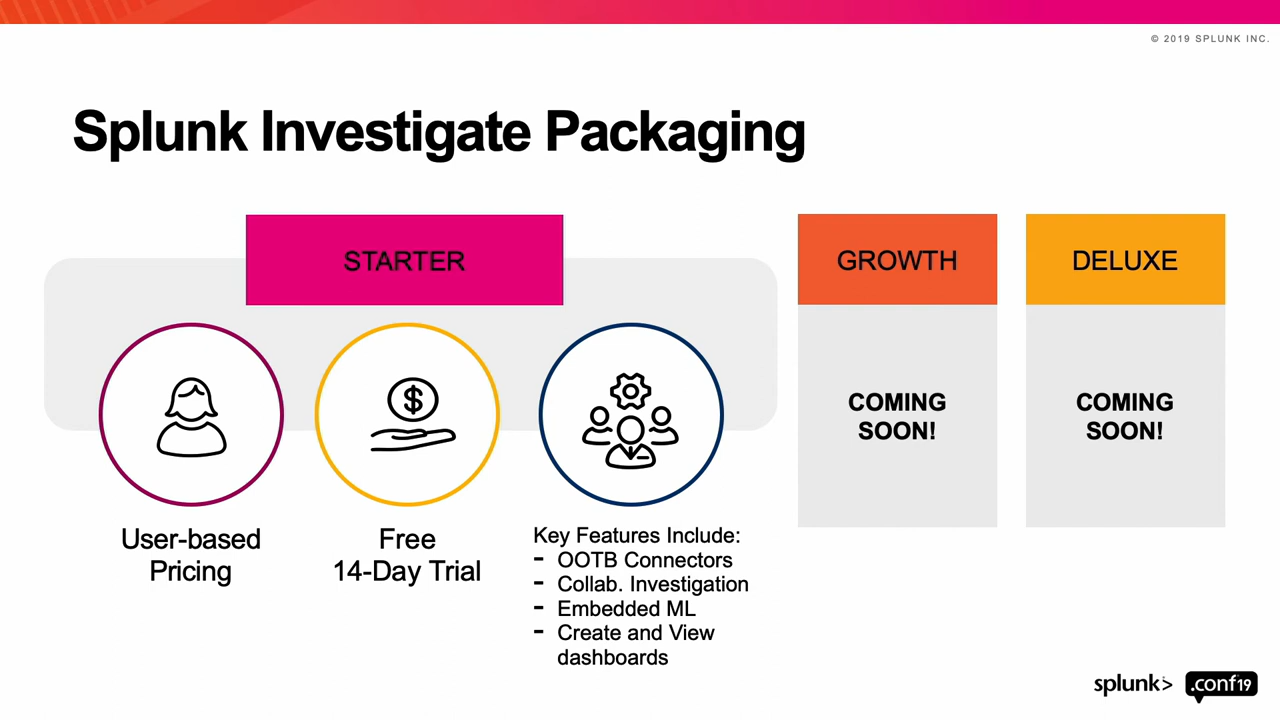 © 2019 SPLUNK INC.
Splunk Investigate Packaging
STARTER
GROWTH
DELUXE
$
COMING
SOON!
COMING
SOON!
User-based
Pricing
Free
14-Day Trial
Key Features Include:
- OOTB Connectors
- Collab. Investigation
- Embedded ML
- Create and View
dashboards
splunk>
.conf19